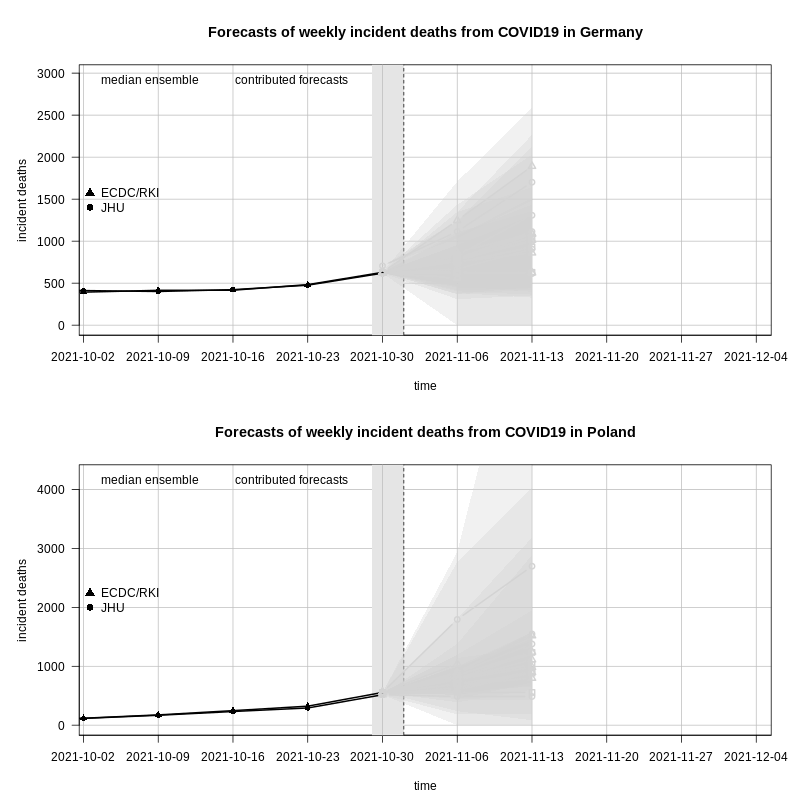 Forecasts of weekly incident deaths from COVID19 in Germany
3000
median ensemble contributed forecasts
2500
2000
ECDC/RKI
1500
JHU
1000
500
0
incident deaths
2021-10-02 2021-10-09 2021-10-16 2021-10-23 2021-10-30 2021-11-06 2021-11-13 2021-11-20 2021-11-27 2021-12-04
time
Forecasts of weekly incident deaths from COVID19 in Poland
median ensemble contributed forecasts
4000
3000
ECDC/RKI
2000
JHU
1000
0
incident deaths
2021-10-02 2021-10-09 2021-10-16 2021-10-23 2021-10-30 2021-11-06 2021-11-13 2021-11-20 2021-11-27 2021-12-04
time